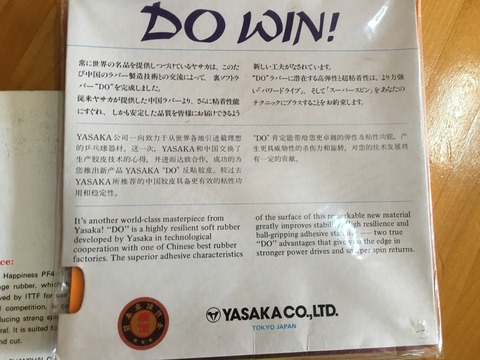 DO WIN!
常に世界の名品を提供しつづけているヤサカは、このた
び中国のラバー製造技術との交流によって、裏ソフトラ
バー"DO"を完成しました。
従来ヤサカが提供した中国ラバーより、さらに粘着性能
にすぐれ、しかも安定した品質を皆様にお届けできるよう
新しい工夫がなされています。
"DO"ラバーに潜在する高弾性と超粘着性は、より力強
い「パワードライブ」、そして「スーパースピン」をあなたの
テクニックにプラスすることをお約束します。
YASAKA公司一向致力于从世界各地引进最理想
的乒乓球器材。这一次，YASAKA和中国交换了
生产胶皮技术的心得，并进而达致合作，成功的为
您推出新产品 YASAKA "DO" 反贴胶皮。较过去
YASAKA所推荐的中国胶皮具备更有效的粘性功
用和稳定性。
"DO" 肯定能带给您更卓越的弹性及粘性功能，产
生更具威胁性的杀伤力和旋转，对您的技术发展将
有一定的贡献。
It's another world-class masterpiece from
Yasaka! "DO" is a highly resilient soft rubber
developed by Yasaka in technological
cooperation with one of Chinese best rubber
factories. The superior adhesive characteristics
of the surface of this remarkable new material
greatly improves stability. High resilience and
ball-gripping adhesive stability — two true
"DO" advantages that give you the edge in
stronger power drives and super spin returns.
YASAKA CO., LTD.
TOKYO JAPAN
ce:
Happiness PF4-1
ge rubber, which
ved by ITTF for use
l competition. Is
ducing strang spi
ral. It is suited fo
nd cut.